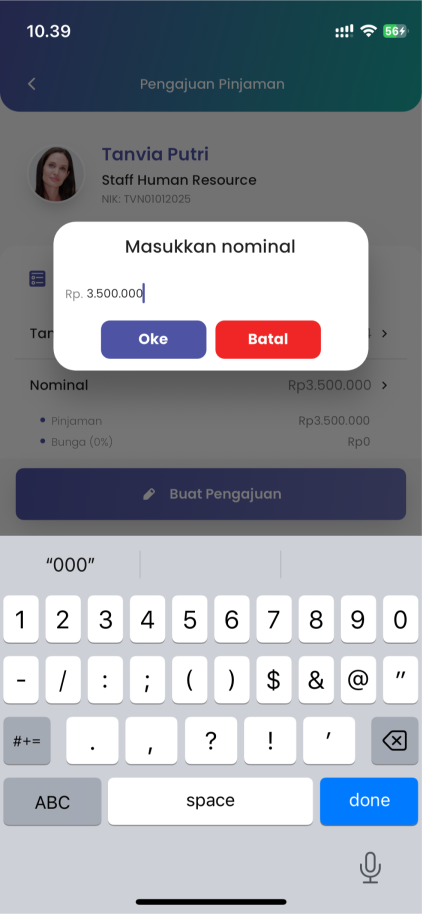 10.39
56
Pengajuan Pinjaman
Tanvia Putri
Staff Human Resource
NIK: TVN01012025
Masukkan nominal
Rp. 3.500.000
Oke Batal
Tan
Nominal Rp3.500.000
Pinjaman Rp3.500.000
Bunga (0%) Rp0
Buat Pengajuan
“000”
1 2 3 4 5 6 7 8 9 0
- / : ; ( ) $ & @ ”
#+= . , ? ! ’
ABC space done